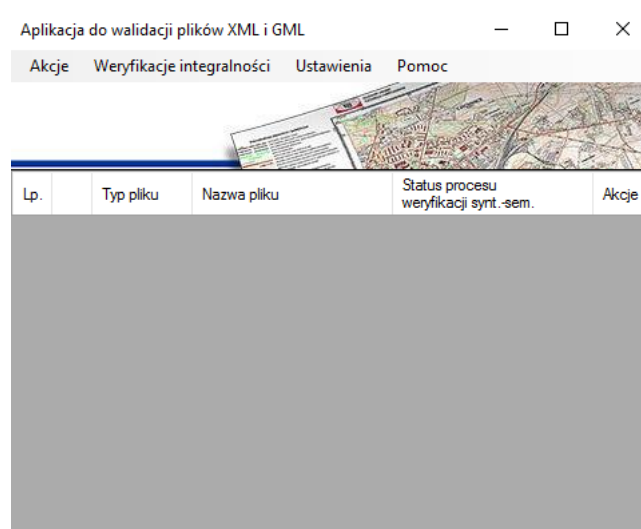 Aplikacja do walidacji plików XML i GML
Akcje Weryfikacje integralności Ustawienia Pomoc
Lp. Typ pliku Nazwa pliku Status procesu
weryfikacji synt.-sem. Akcje